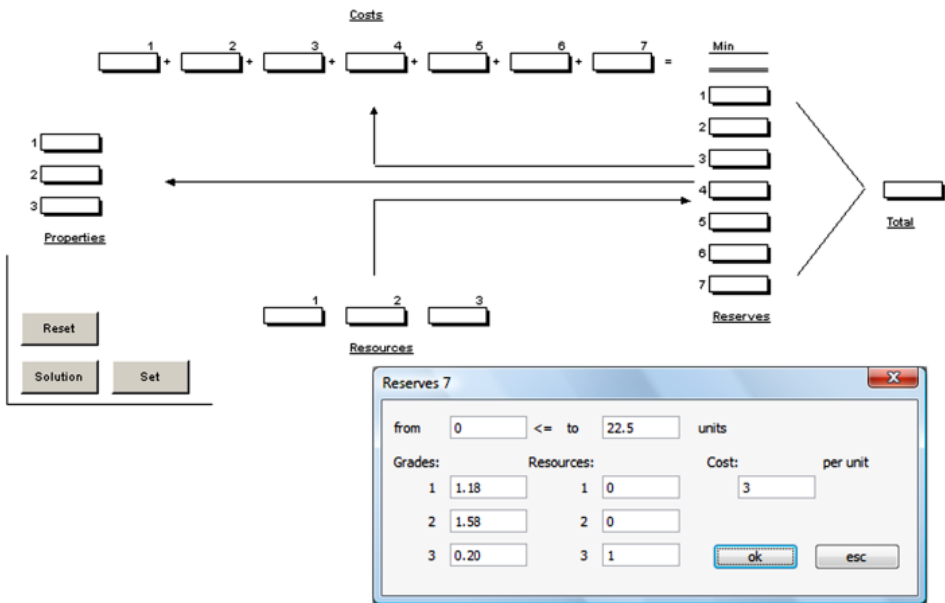 Costs
1 2 3 4 5 6 7 Min
+ + + + + + =
1
2
3
4
5
6
7
Reserves
Total
1
2
3
Properties
1 2 3
Resources
Reset
Solution Set
Reserves 7
from 0 <= to 22.5 units
Grades: Resources: Cost: per unit
1 1.18 1 0 3
2 1.58 2 0
3 0.20 3 1 ok esc